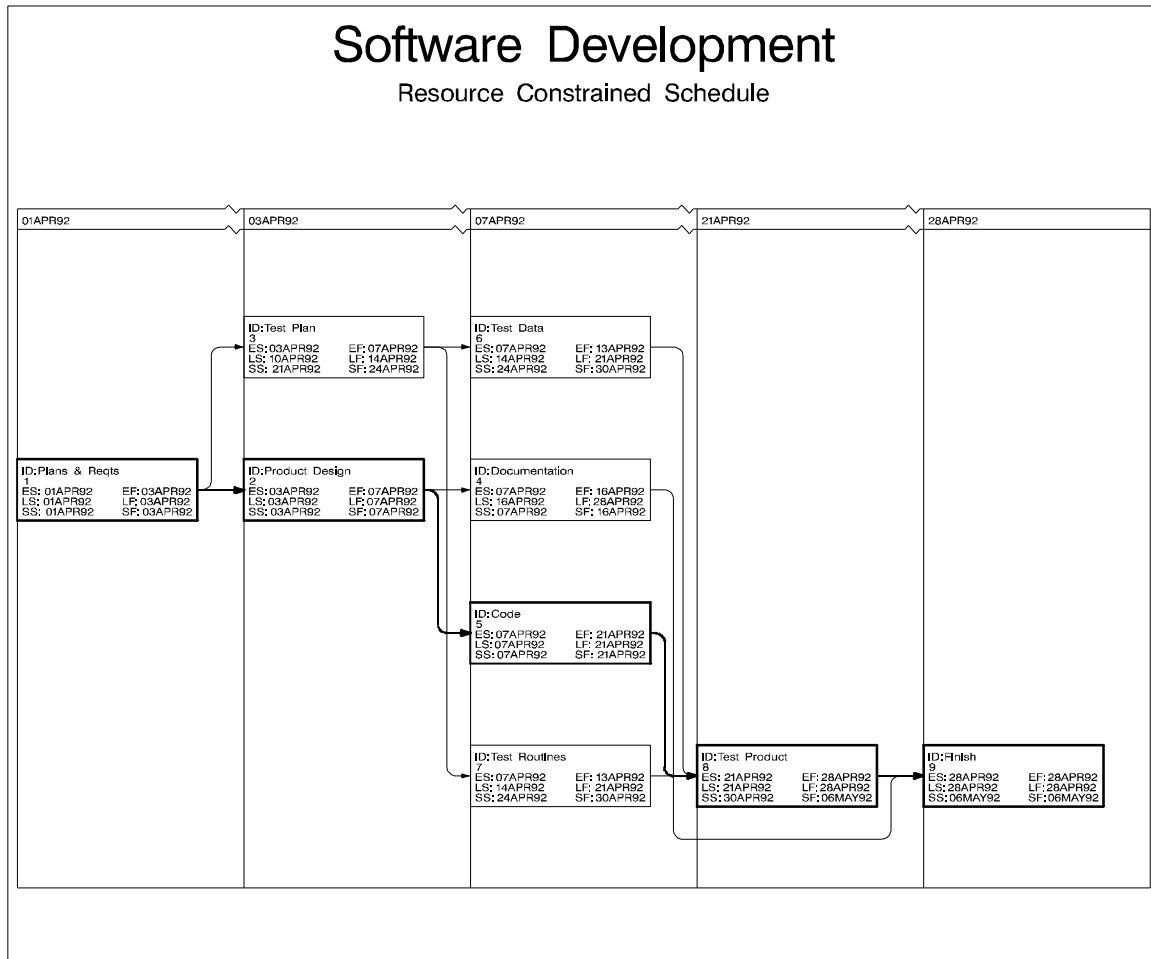 Software Development
Resource Constrained Schedule
01APR92
03APR92
07APR92
21APR92
28APR92
ID:Test Plan
3
ES:03APR92 EF:07APR92
LS:10APR92 LF:14APR92
SS:21APR92 SF:24APR92
ID:Test Data
6
ES:07APR92 EF:13APR92
LS:14APR92 LF:21APR92
SS:24APR92 SF:30APR92
ID:Plans & Reqts
1
ES:01APR92 EF:03APR92
LS:01APR92 LF:03APR92
SS:01APR92 SF:03APR92
ID:Product Design
2
ES:03APR92 EF:07APR92
LS:03APR92 LF:07APR92
SS:03APR92 SF:07APR92
ID:Documentation
4
ES:07APR92 EF:16APR92
LS:16APR92 LF:28APR92
SS:07APR92 SF:16APR92
ID:Code
5
ES:07APR92 EF:21APR92
LS:07APR92 LF:21APR92
SS:07APR92 SF:21APR92
ID:Test Routines
7
ES:07APR92 EF:13APR92
LS:14APR92 LF:21APR92
SS:24APR92 SF:30APR92
ID:Test Product
8
ES:21APR92 EF:28APR92
LS:21APR92 LF:28APR92
SS:30APR92 SF:06MAY92
ID:Finish
9
ES:28APR92 EF:28APR92
LS:28APR92 LF:28APR92
SS:06MAY92 SF:06MAY92